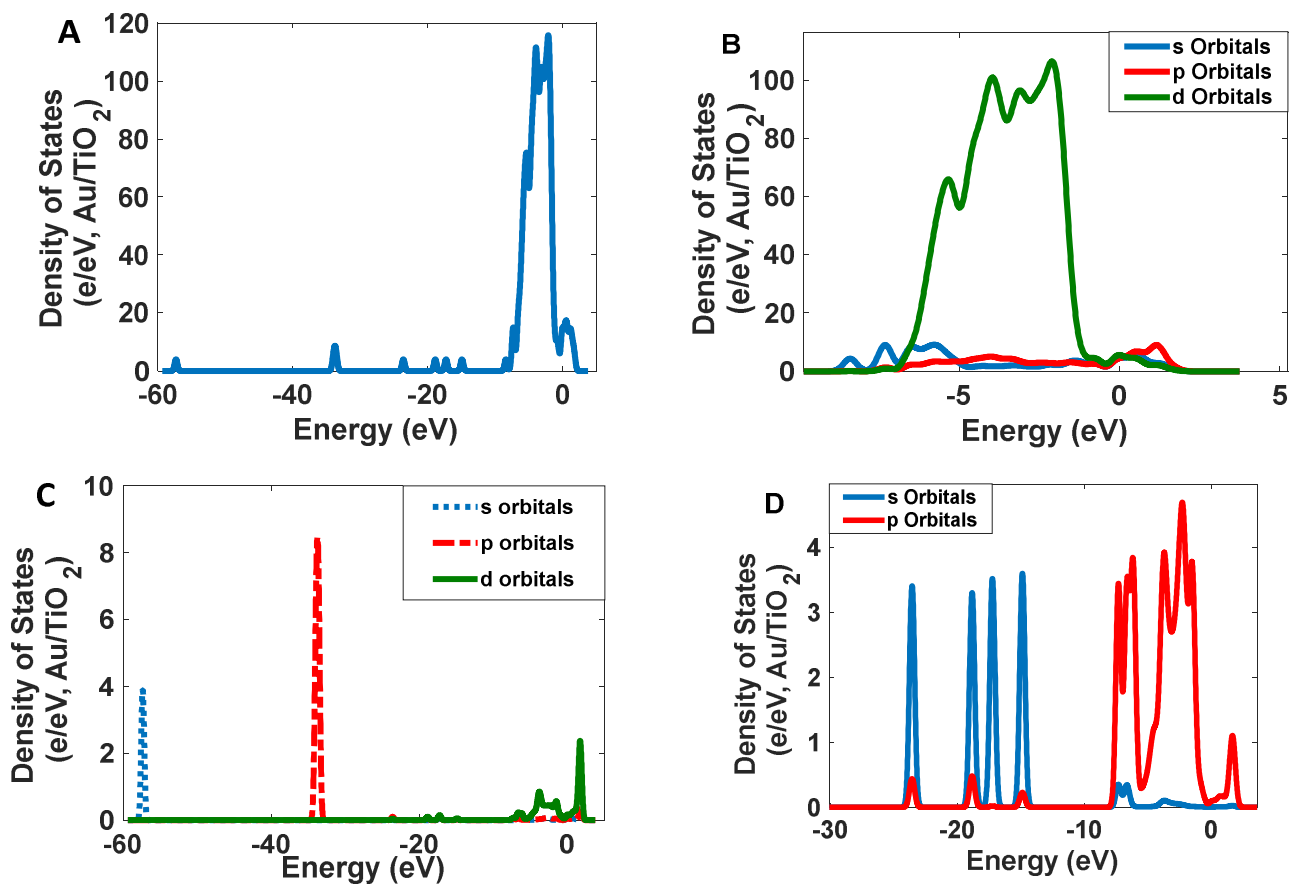 A
Density of States
(e/eV, Au/TiO2)
120
100
80
60
40
20
0
-60
-40
-20
0
Energy (eV)
B
Density of States
(e/eV, Au/TiO2)
s Orbitals
p Orbitals
d Orbitals
100
80
60
40
20
0
-5
0
5
Energy (eV)
C
Density of States
(e/eV, Au/TiO2)
s orbitals
p orbitals
d orbitals
10
8
6
4
2
0
-60
-40
-20
0
Energy (eV)
D
Density of States
(e/eV, Au/TiO2)
s Orbitals
p Orbitals
4
3
2
1
0
-30
-20
-10
0
Energy (eV)